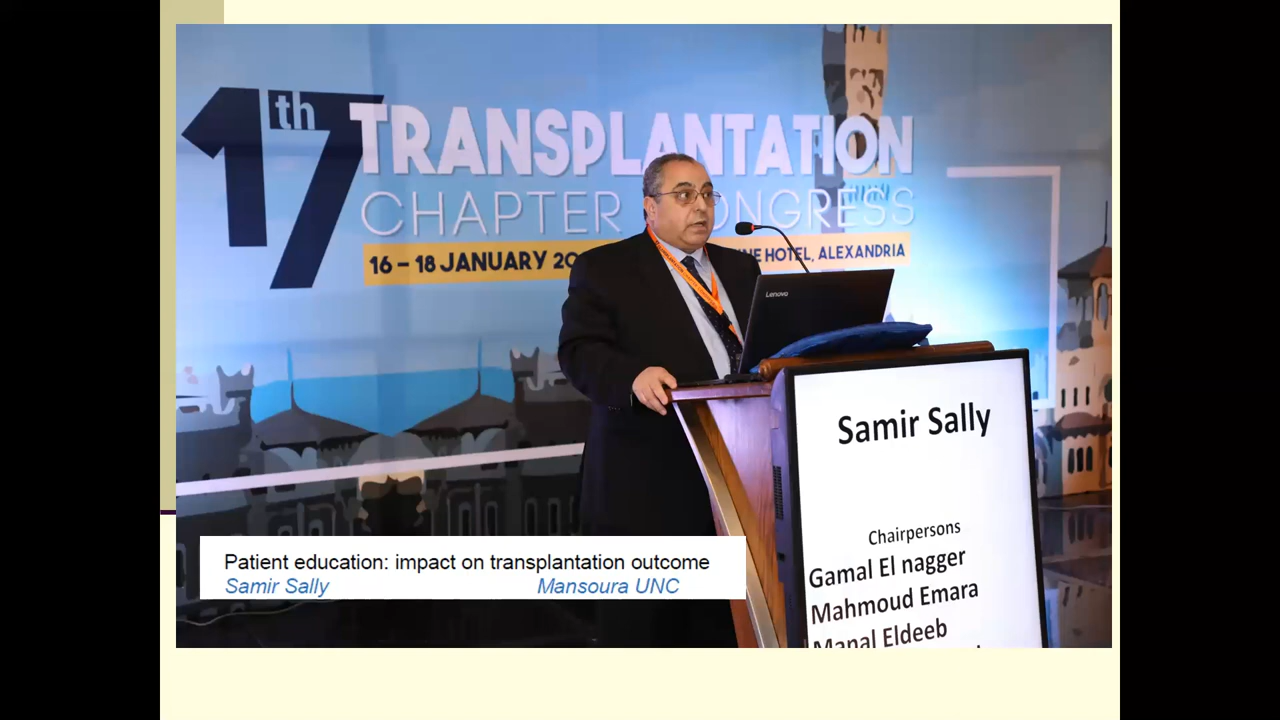 17th
TRANSPLANTATION
CHAPTER CONGRESS
16 – 18 JANUARY
HOTEL, ALEXANDRIA
Lenovo
Samir Sally
Chairpersons
Gamal El nagger
Mahmoud Emara
Manal Eldeeb
Patient education: impact on transplantation outcome
Samir Sally Mansoura UNC